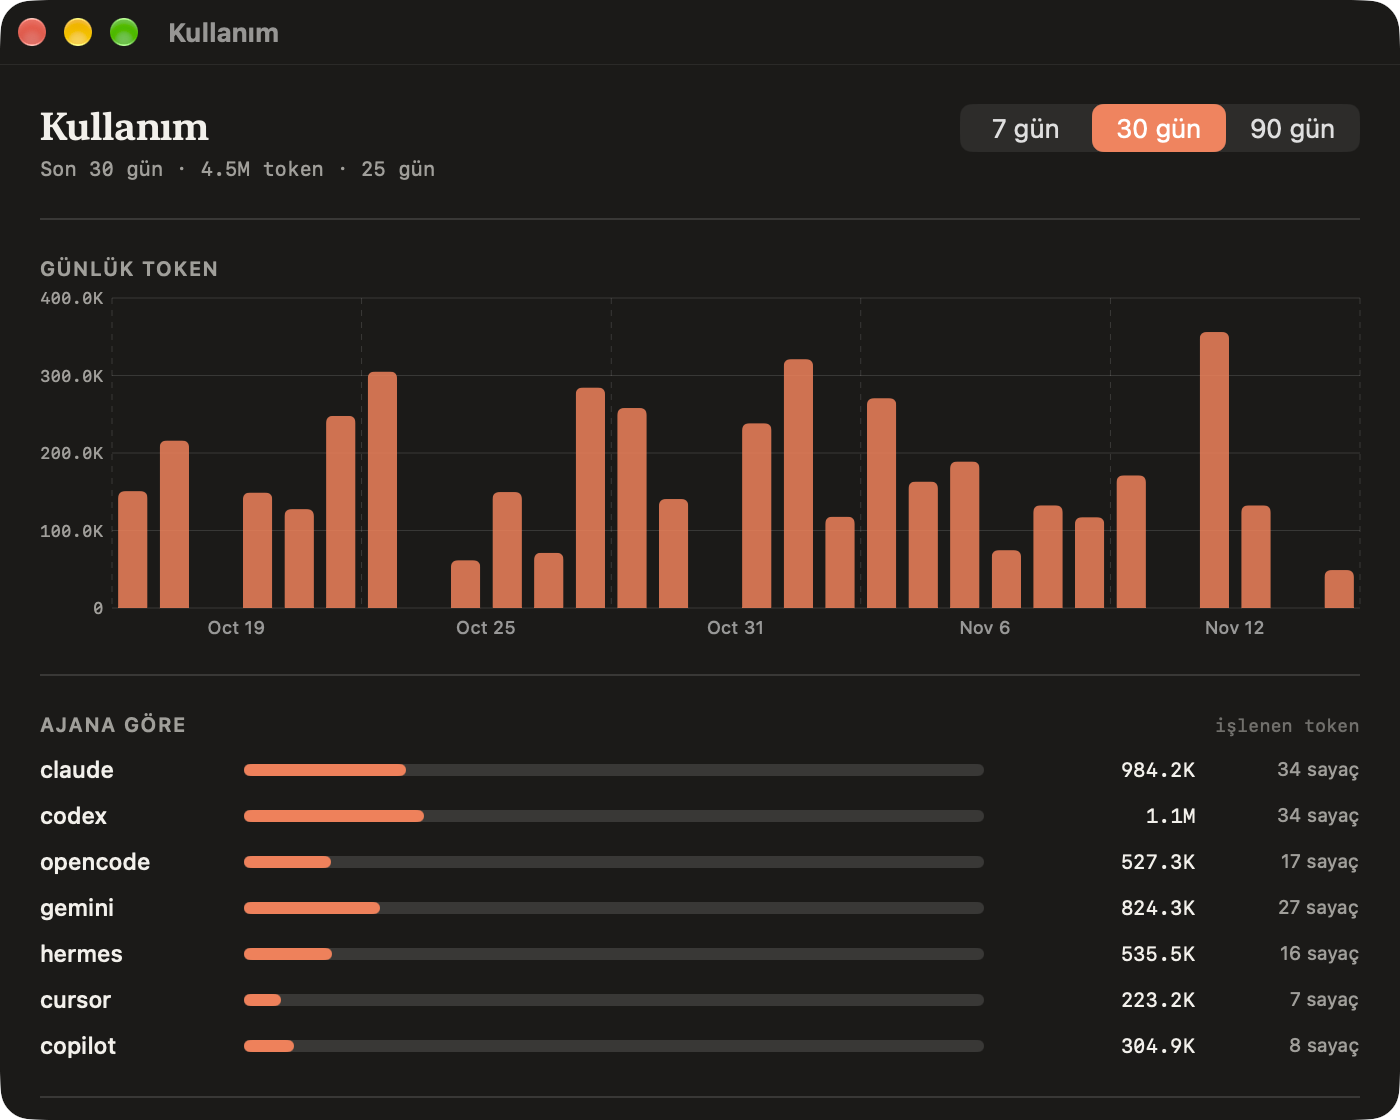 Kullanım
Kullanım
7 gün 30 gün 90 gün
Son 30 gün · 4.5M token · 25 gün
GÜNLÜK TOKEN
400.0K
300.0K
200.0K
100.0K
0
Oct 19 Oct 25 Oct 31 Nov 6 Nov 12
AJANA GÖRE işlenen token
claude 984.2K 34 sayaç
codex 1.1M 34 sayaç
opencode 527.3K 17 sayaç
gemini 824.3K 27 sayaç
hermes 535.5K 16 sayaç
cursor 223.2K 7 sayaç
copilot 304.9K 8 sayaç